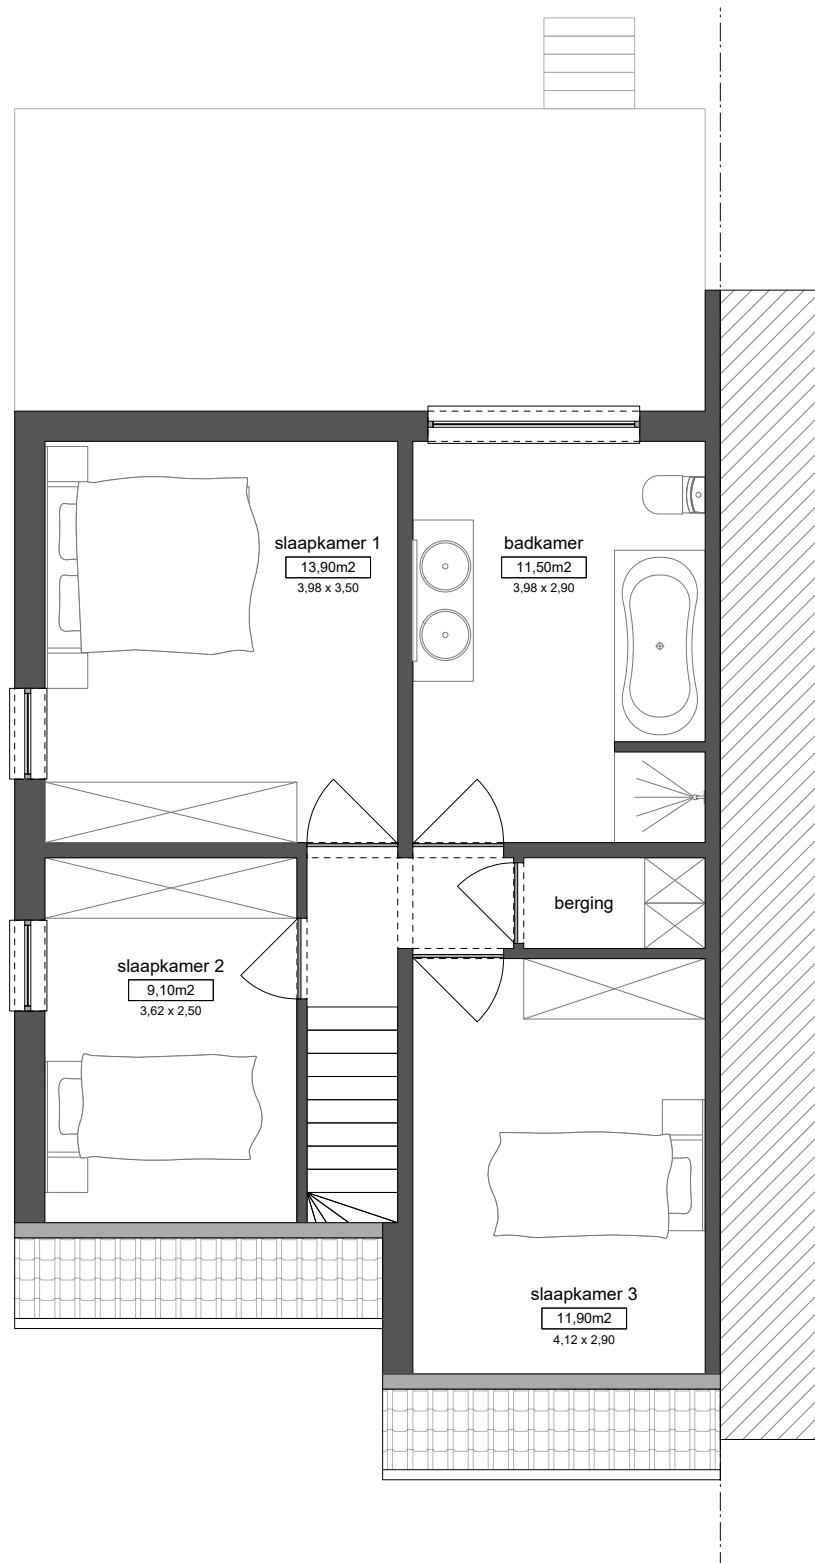 slaapkamer 1
13,90m2
3,98 x 3,50
badkamer
11,50m2
3,98 x 2,90
berging
slaapkamer 2
9,10m2
3,62 x 2,50
slaapkamer 3
11,90m2
4,12 x 2,90